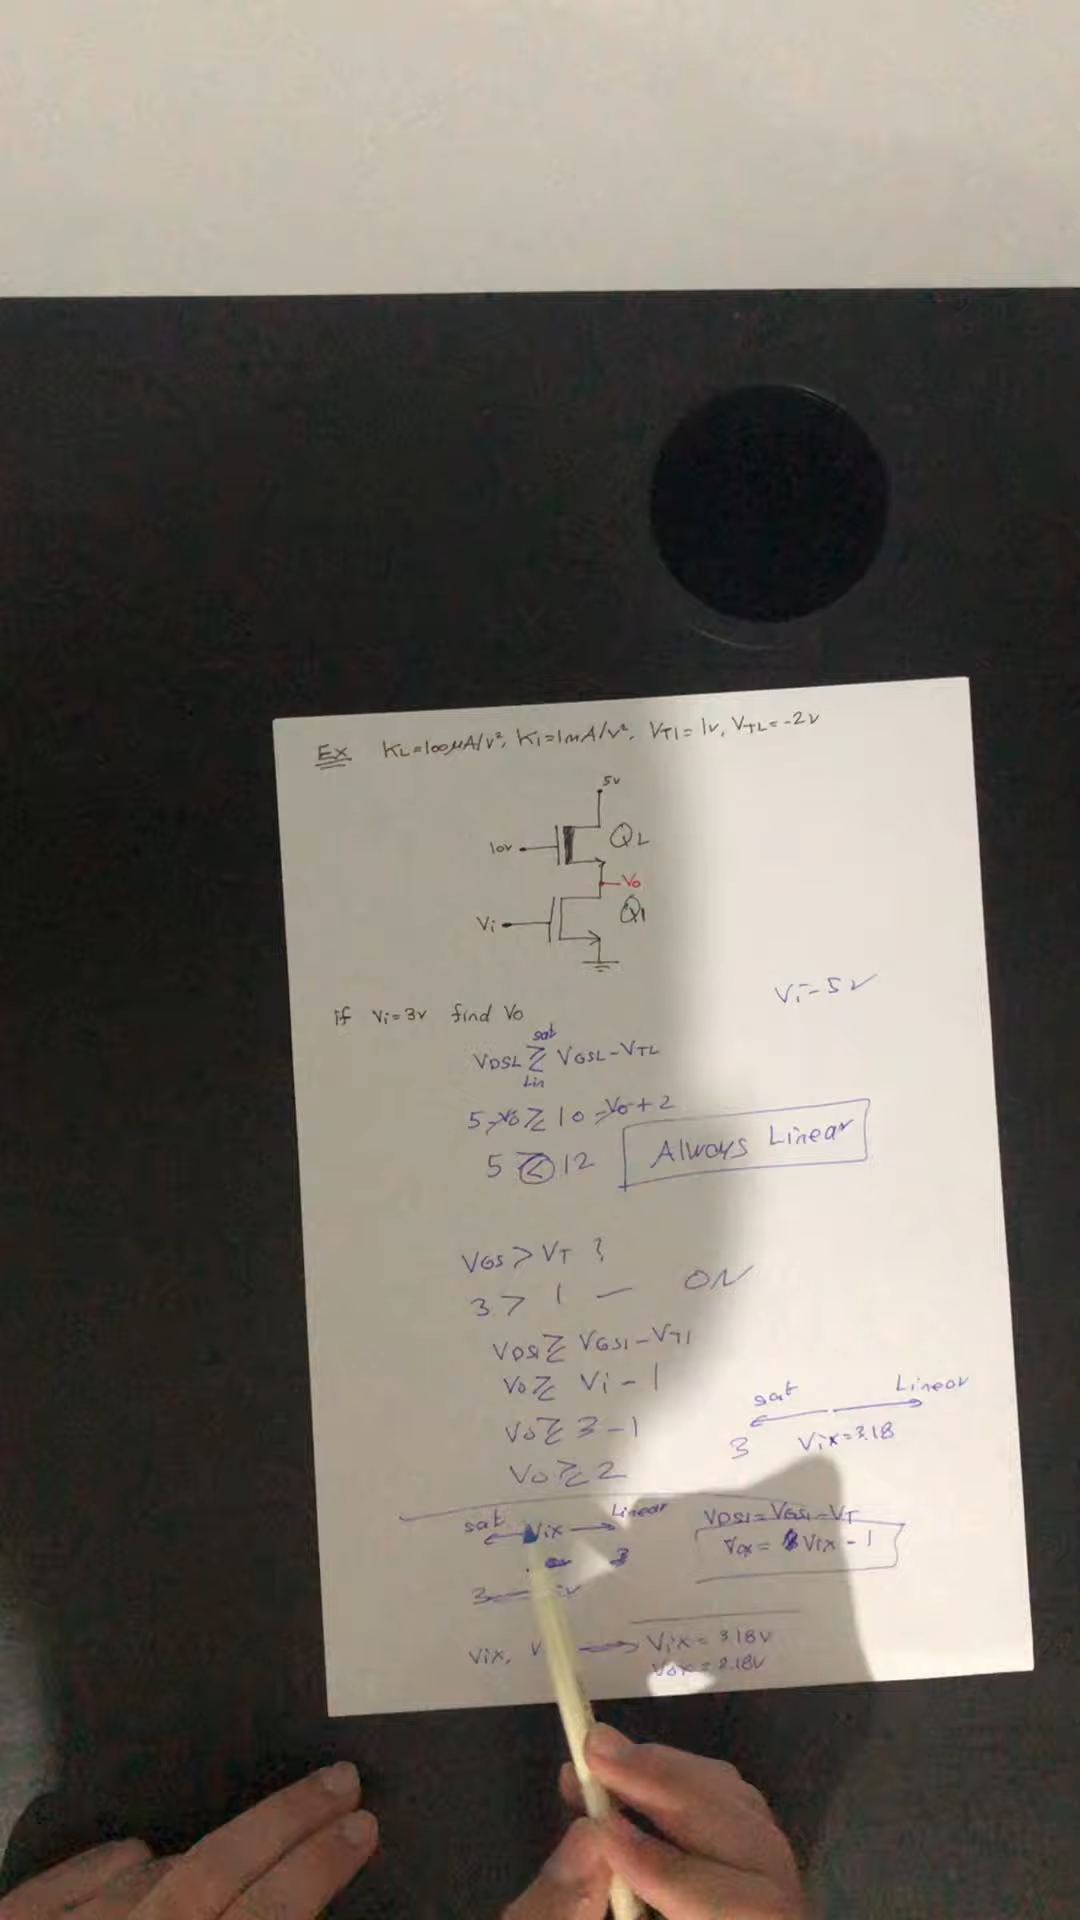 Ex KL=100μA/V², K1=1mA/V², VT1=1V, VTL=-2V
5V
10V
QL
Vo
Vi
Q1
Vi=5V
if Vi=3V find Vo
sat
VDSL ≷ VGSL-VTL
Lin
5-Vo ≥ 10-Vo+2
5 < 12 Always Linear
VGS > VT ?
3 > 1 — ON
VDS1 ≥ VGS1-VT1
Vo ≥ Vi-1
Vo ≥ 3-1
Vo ≥ 2
sat Linear
3 Vix=3.18
sat Vix Linear
3
3
VDS1=VGS1-VT
Vox= Vix-1
Vix, → Vix=3.18V
Vox=2.18V